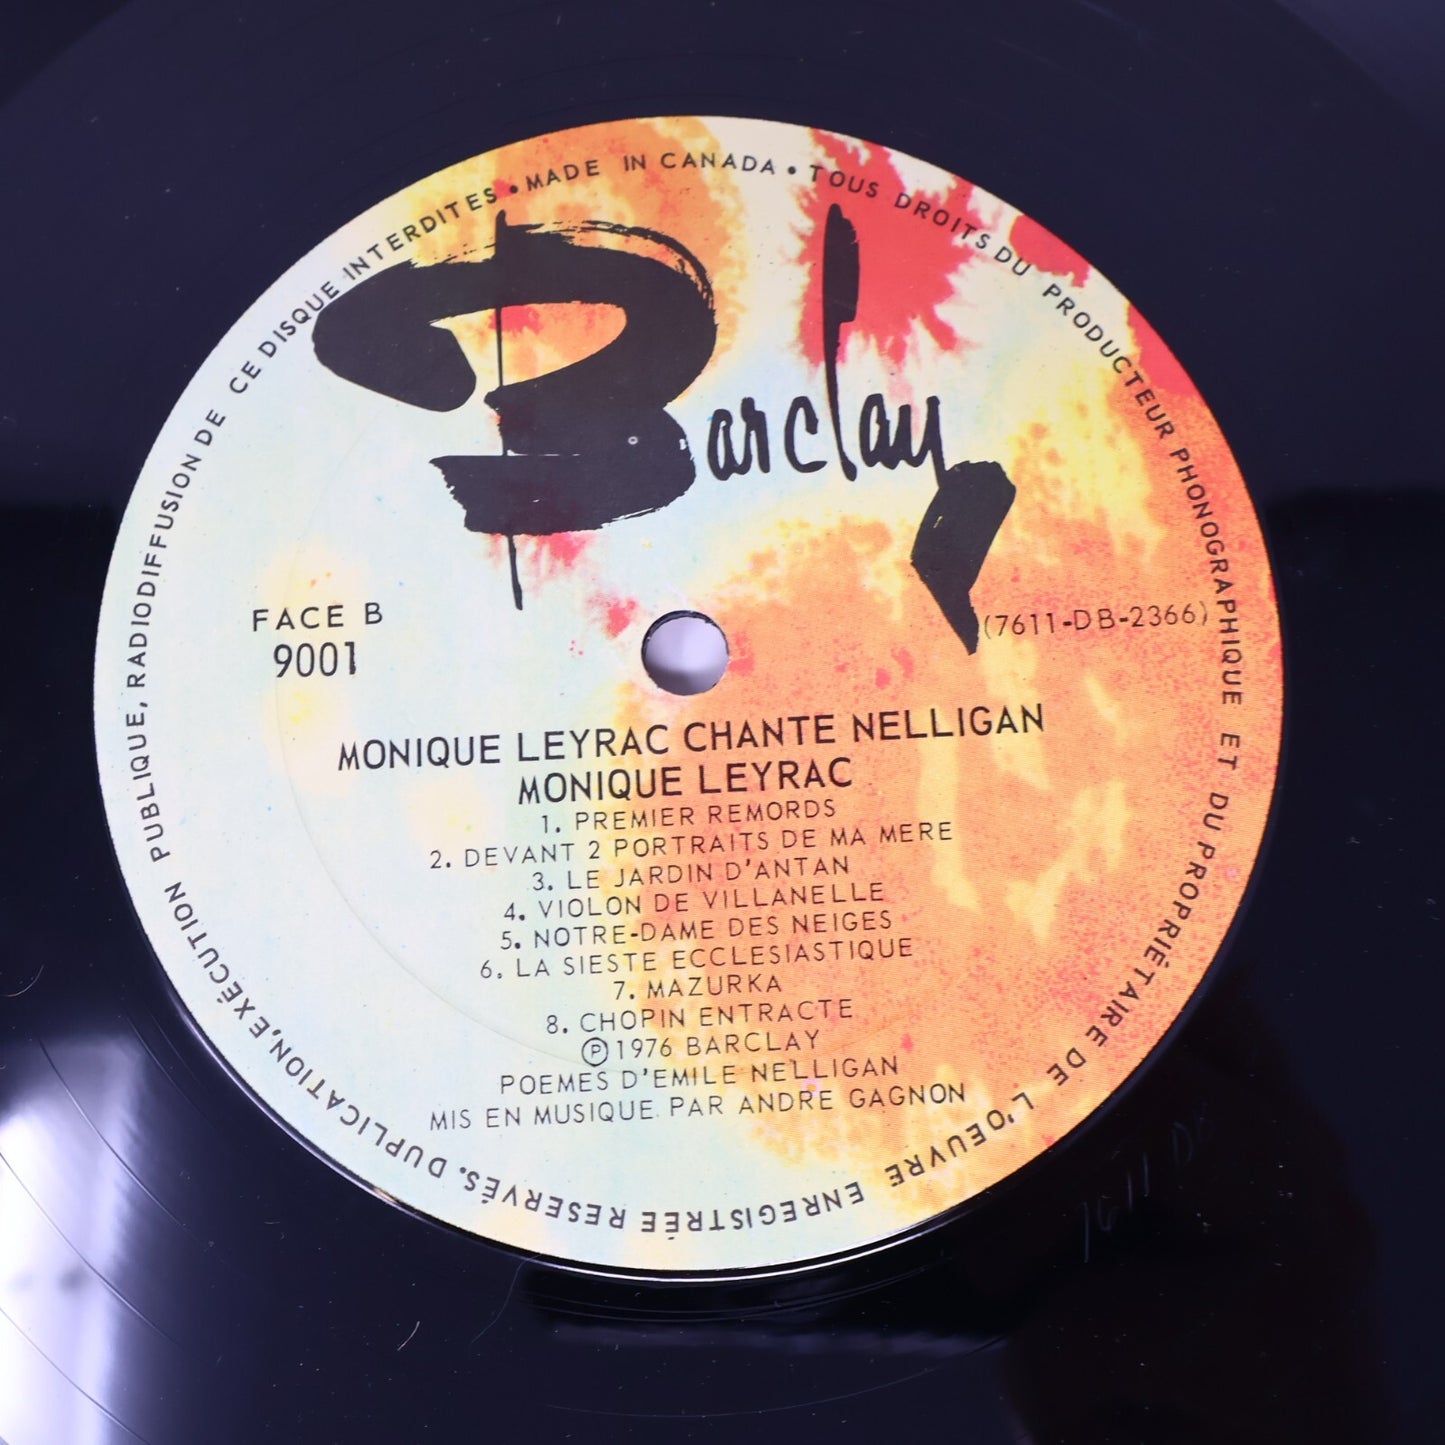 Barclay
FACE B
9001
(7611-DB-2366)
MONIQUE LEYRAC CHANTE NELLIGAN
MONIQUE LEYRAC
1. PREMIER REMORDS
2. DEVANT 2 PORTRAITS DE MA MERE
3. LE JARDIN D'ANTAN
4. VIOLON DE VILLANELLE
5. NOTRE-DAME DES NEIGES
6. LA SIESTE ECCLESIASTIQUE
7. MAZURKA
8. CHOPIN ENTRACTE
Ⓟ1976 BARCLAY
POEMES D'EMILE NELLIGAN
MIS EN MUSIQUE PAR ANDRE GAGNON
• MADE IN CANADA • TOUS DROITS DU PRODUCTEUR PHONOGRAPHIQUE ET DU PROPRIÉTAIRE DE L'OEUVRE ENREGISTRÉE RESERVÉS. DUPLICATION, EXÉCUTION PUBLIQUE, RADIODIFFUSION DE CE DISQUE INTERDITES